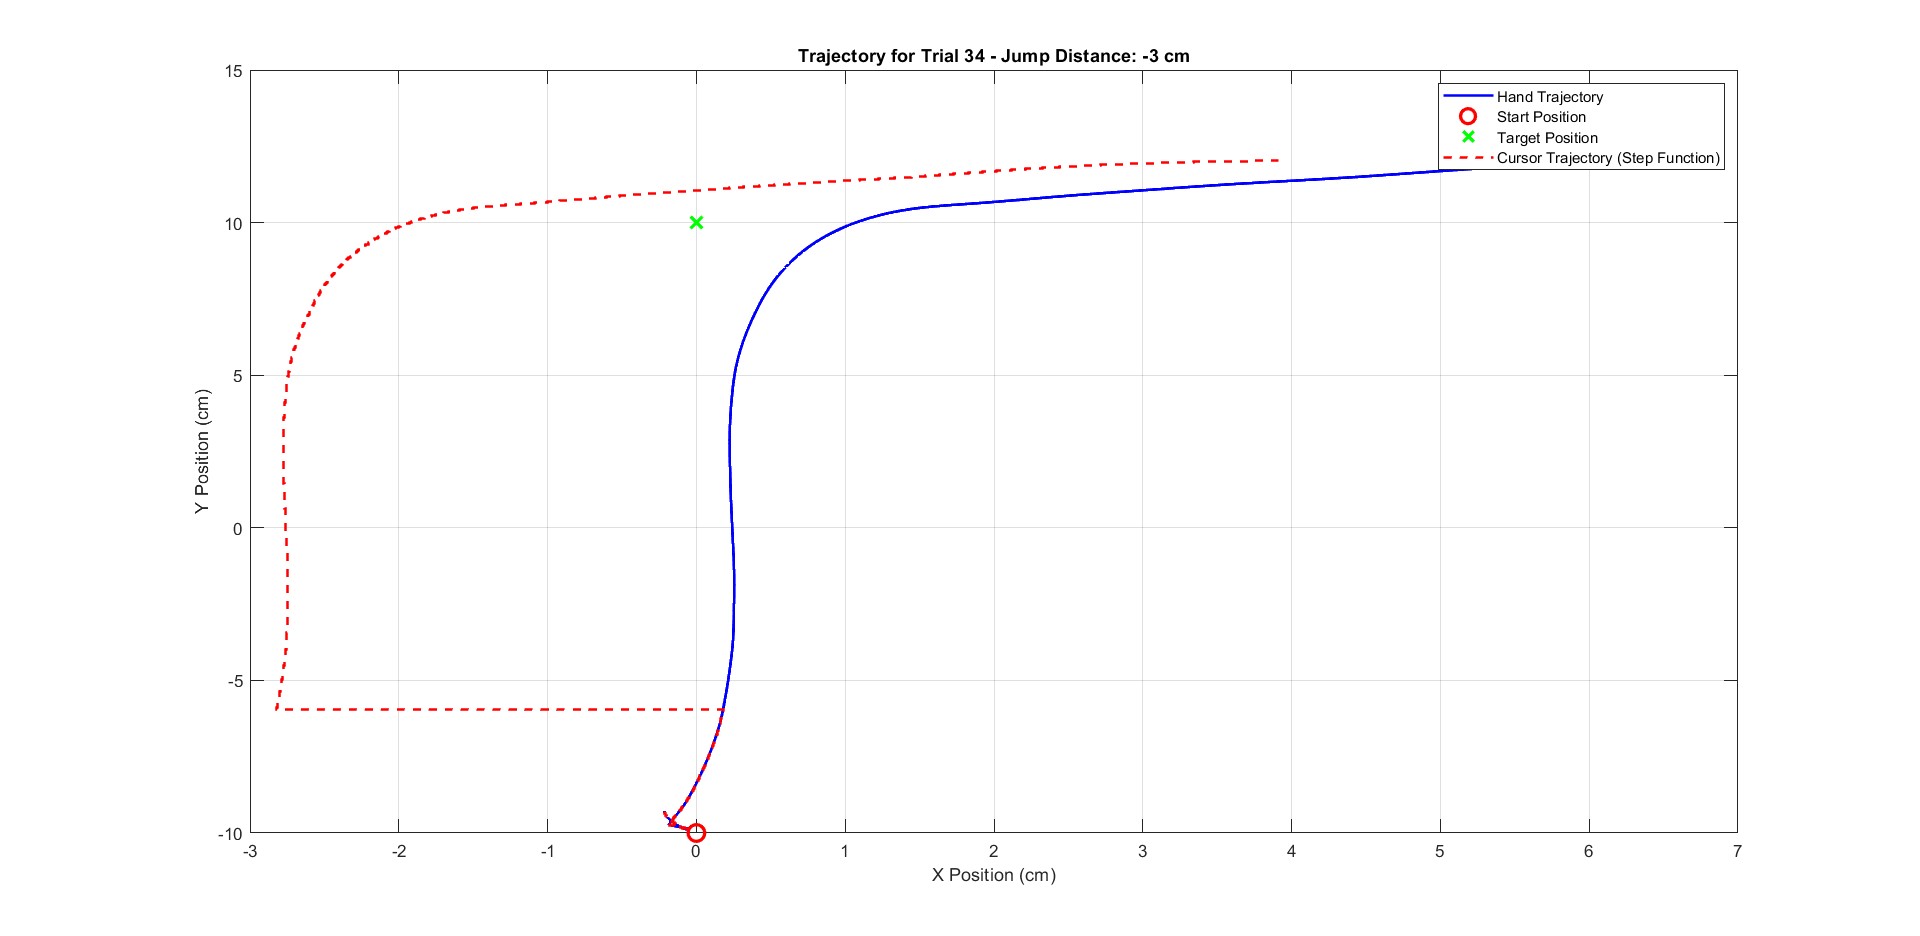 Trajectory for Trial 34 - Jump Distance: -3 cm
15
10
5
0
-5
-10
Y Position (cm)
Hand Trajectory
Start Position
Target Position
Cursor Trajectory (Step Function)
-3 -2 -1 0 1 2 3 4 5 6 7
X Position (cm)